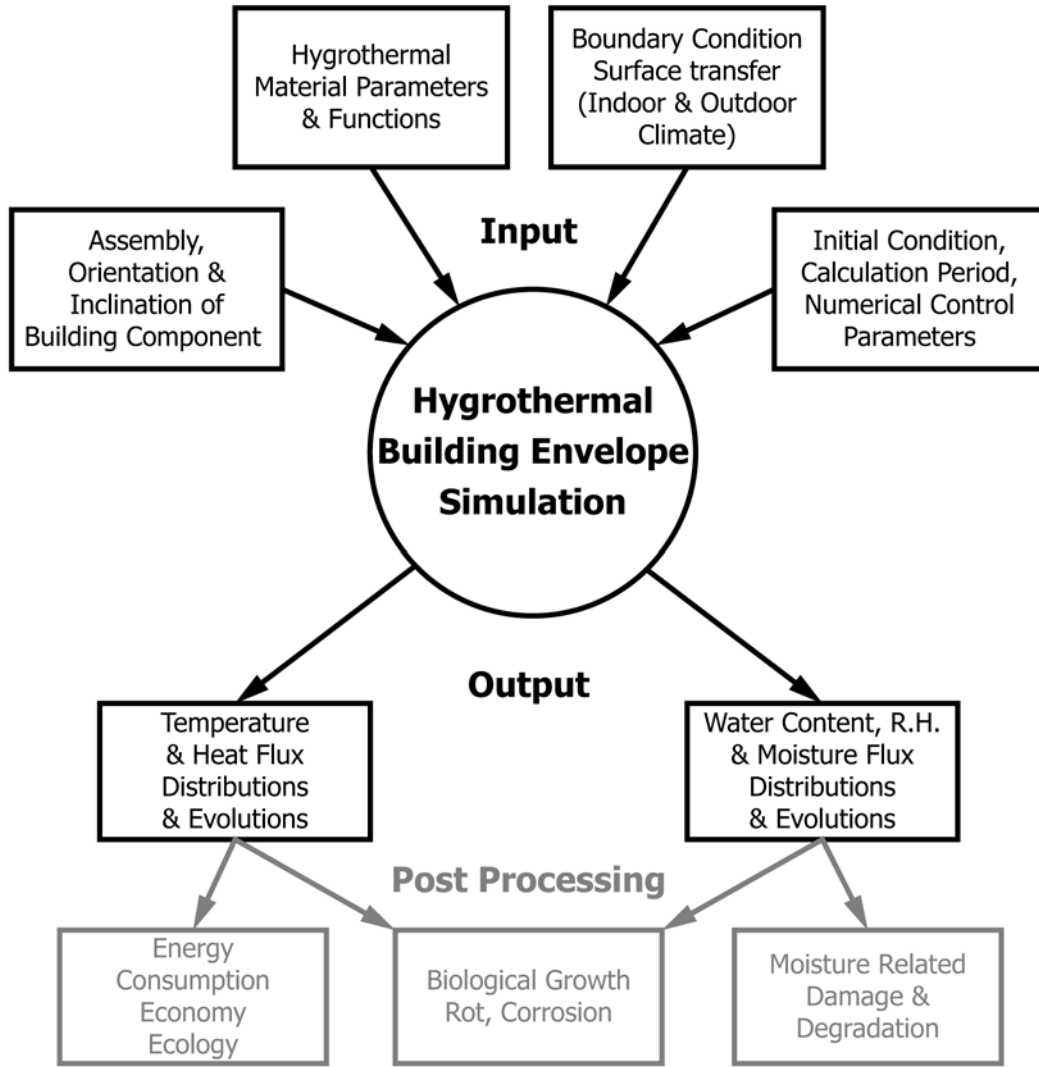 Hygrothermal
Material Parameters
& Functions
Boundary Condition
Surface transfer
(Indoor & Outdoor
Climate)
Assembly,
Orientation &
Inclination of
Building Component
Input
Initial Condition,
Calculation Period,
Numerical Control
Parameters
Hygrothermal
Building Envelope
Simulation
Output
Temperature
& Heat Flux
Distributions
& Evolutions
Water Content, R.H.
& Moisture Flux
Distributions
& Evolutions
Post Processing
Energy
Consumption
Economy
Ecology
Biological Growth
Rot, Corrosion
Moisture Related
Damage &
Degradation